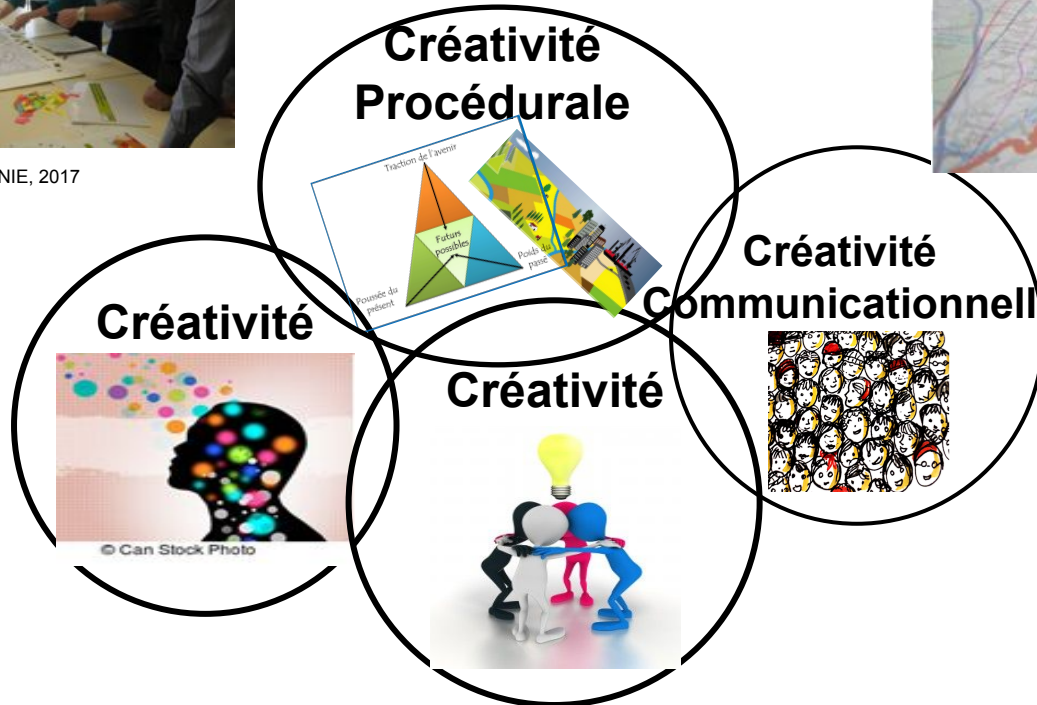 Créativité
Procédurale
Traction de l'avenir
Futurs
possibles
Poids du
passé
Poussée du
présent
NIE, 2017
Créativité
Communicationnell
Créativité
© Can Stock Photo
Créativité